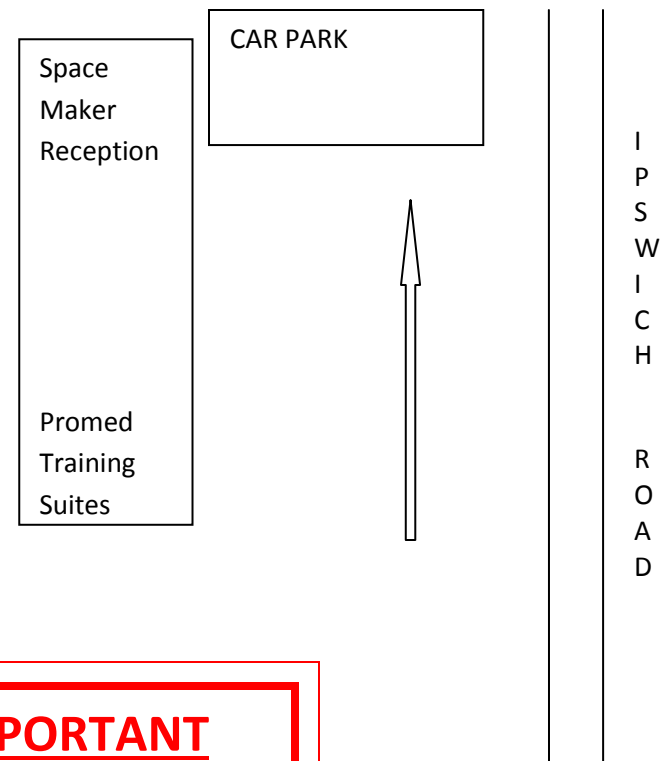 CAR PARK
Space
Maker
Reception
Promed
Training
Suites
I
P
S
W
I
C
H
R
O
A
D
PORTANT